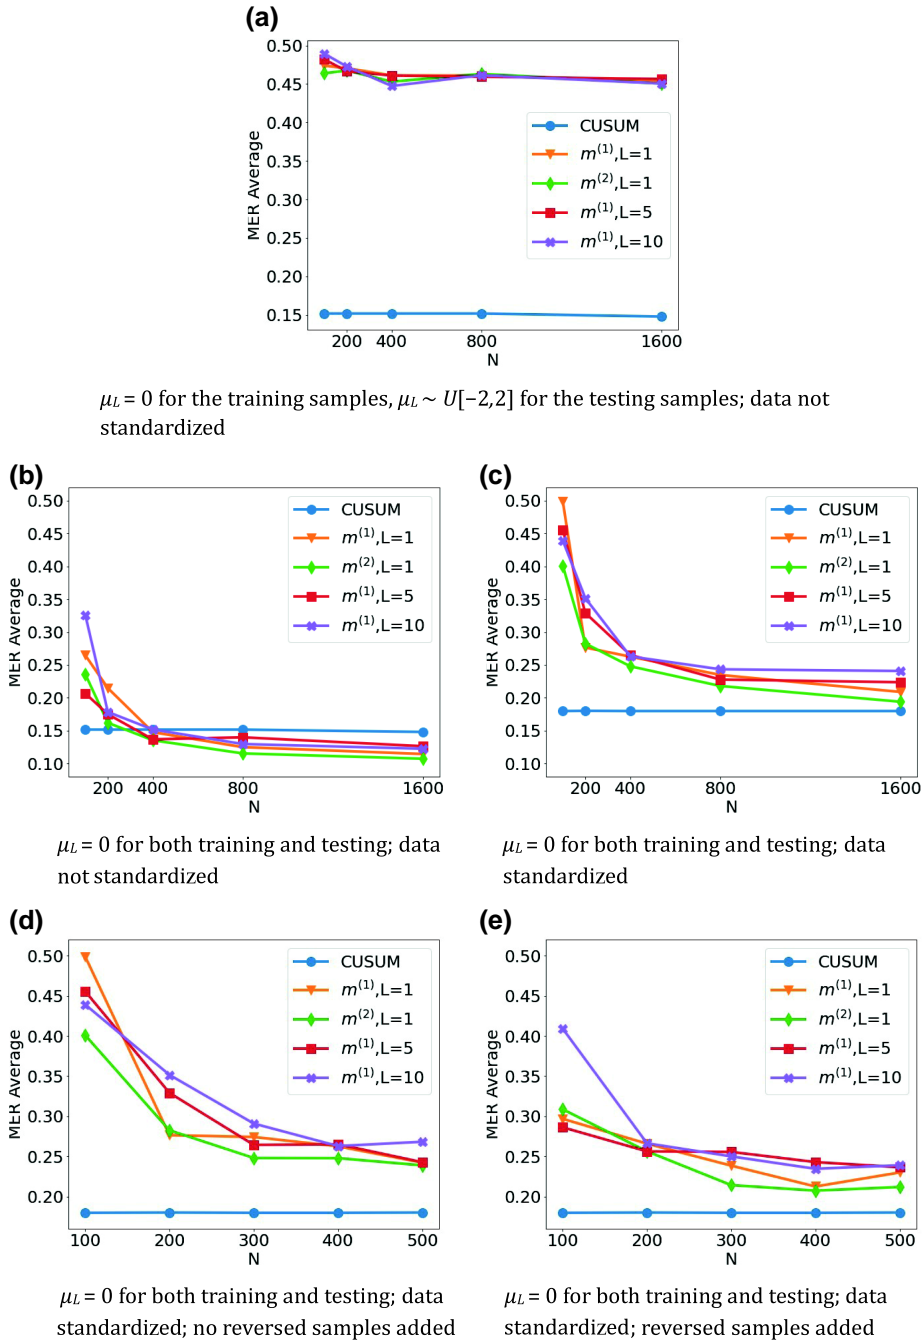 (a)
0.50
0.45
0.40
0.35
0.30
0.25
0.20
0.15
MER Average
CUSUM
m(1),L=1
m(2),L=1
m(1),L=5
m(1),L=10
200 400 800 1600
N
μL = 0 for the training samples, μL ~ U[−2,2] for the testing samples; data not
standardized
(b)
0.50
0.45
0.40
0.35
0.30
0.25
0.20
0.15
0.10
MER Average
CUSUM
m(1),L=1
m(2),L=1
m(1),L=5
m(1),L=10
200 400 800 1600
N
μL = 0 for both training and testing; data
not standardized
(c)
0.50
0.45
0.40
0.35
0.30
0.25
0.20
0.15
0.10
MER Average
CUSUM
m(1),L=1
m(2),L=1
m(1),L=5
m(1),L=10
200 400 800 1600
N
μL = 0 for both training and testing; data
standardized
(d)
0.50
0.45
0.40
0.35
0.30
0.25
0.20
MER Average
CUSUM
m(1),L=1
m(2),L=1
m(1),L=5
m(1),L=10
100 200 300 400 500
N
μL = 0 for both training and testing; data
standardized; no reversed samples added
(e)
0.50
0.45
0.40
0.35
0.30
0.25
0.20
MER Average
CUSUM
m(1),L=1
m(2),L=1
m(1),L=5
m(1),L=10
100 200 300 400 500
N
μL = 0 for both training and testing; data
standardized; reversed samples added